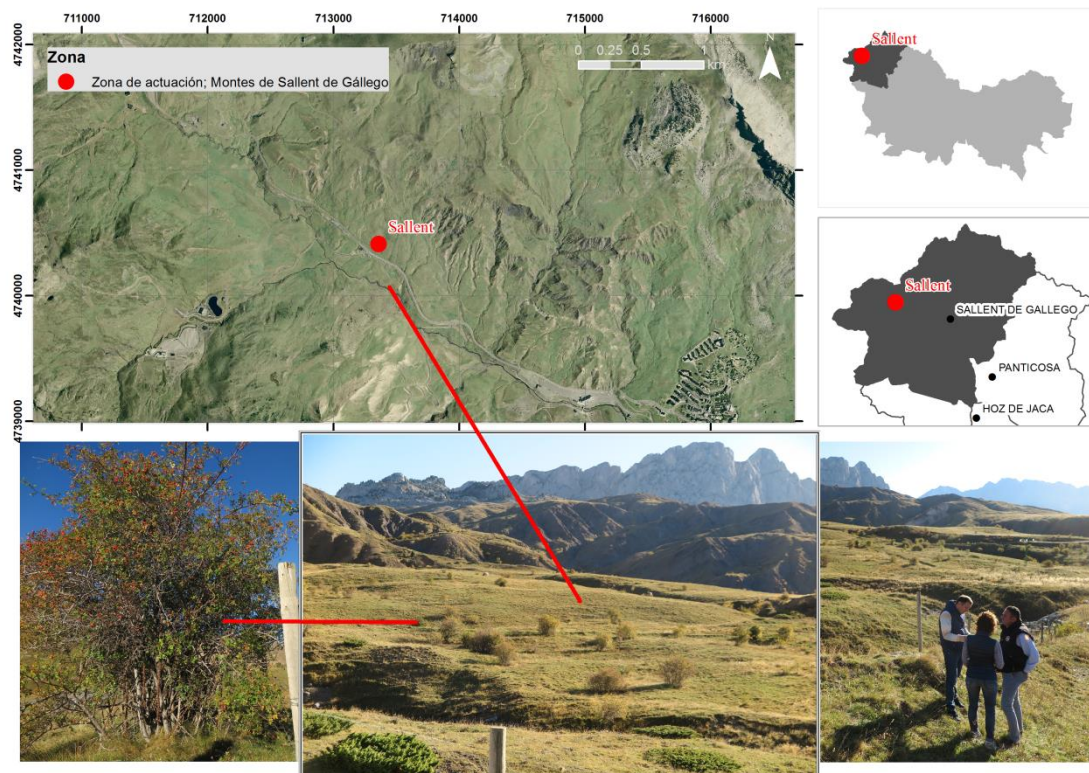 711000 712000 713000 714000 715000 716000
4742000
4741000
4740000
4739000
Zona
Zona de actuación; Montes de Sallent de Gállego
0 0.25 0.5 1
km
Sallent
Sallent
Sallent
SALLENT DE GALLEGO
PANTICOSA
HOZ DE JACA